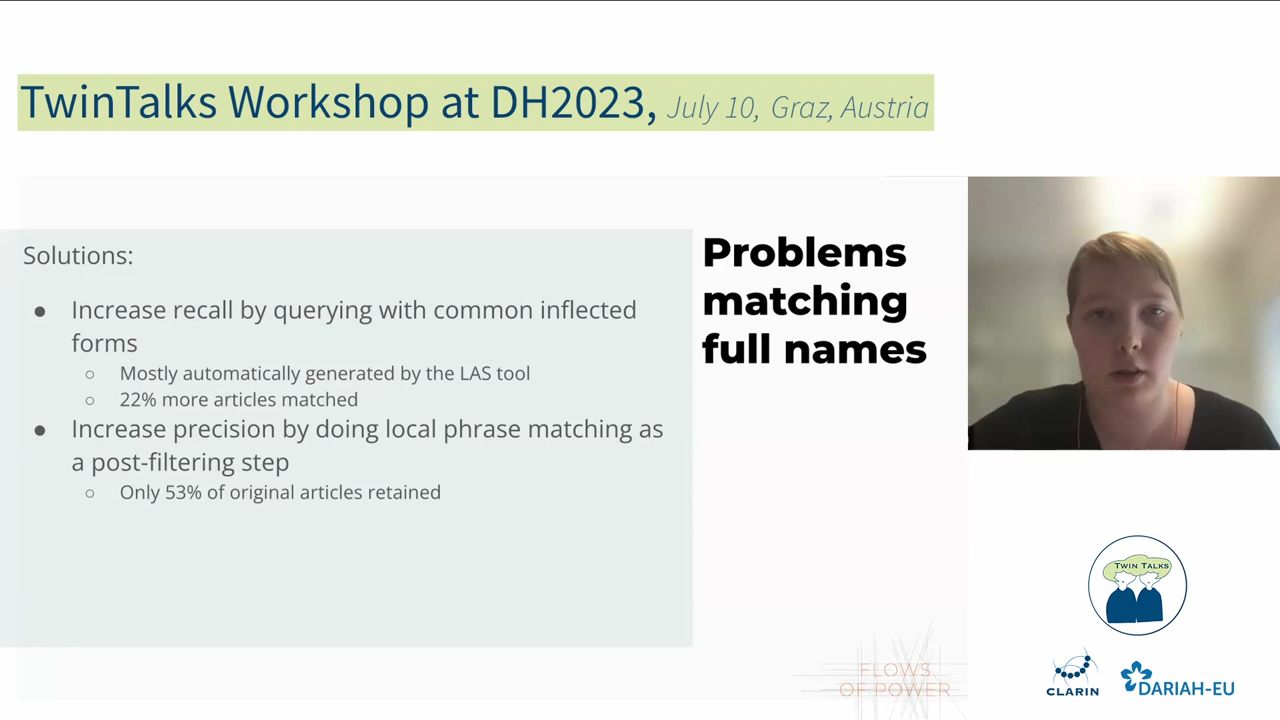 TwinTalks Workshop at DH2023, July 10, Graz, Austria
Solutions:
● Increase recall by querying with common inflected
forms
○ Mostly automatically generated by the LAS tool
○ 22% more articles matched
● Increase precision by doing local phrase matching as
a post-filtering step
○ Only 53% of original articles retained
Problems
matching
full names
FLOWS
OF POWER
TWIN TALKS
CLARIN
DARIAH-EU